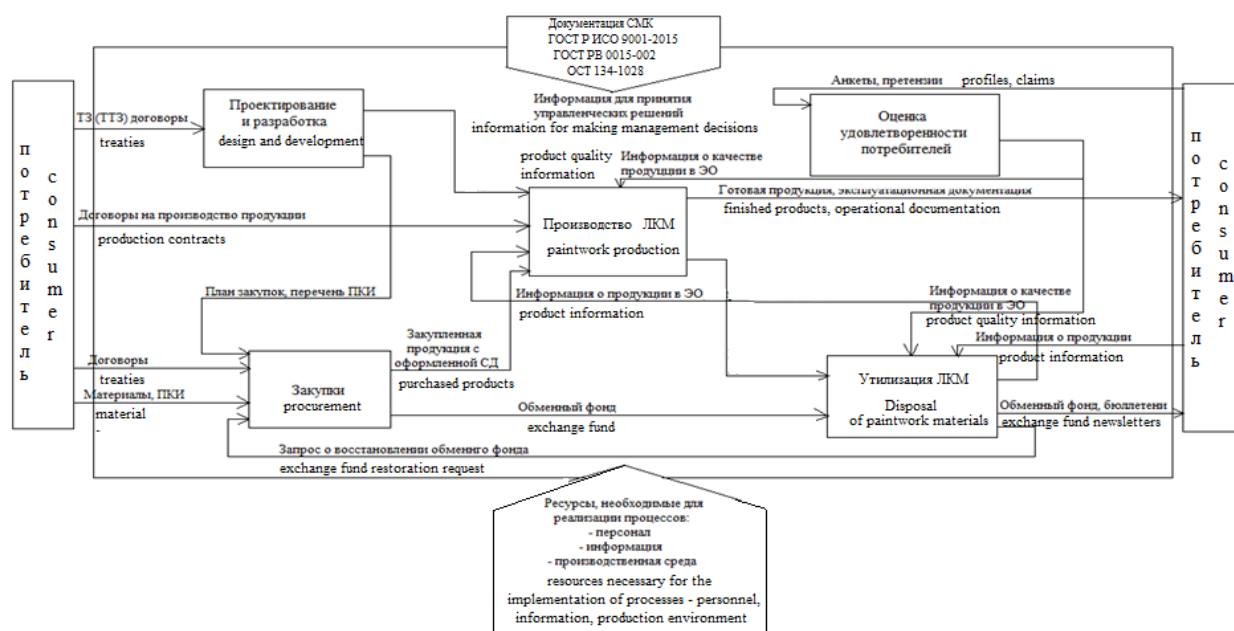 Документация СМК
ГОСТ Р ИСО 9001-2015
ГОСТ РВ 0015-002
ОСТ 134-1028
потребитель
consumer
ТЗ (ТТЗ) договоры
treaties
Проектирование
и разработка
design and development
Информация для принятия
управленческих решений
information for making management decisions
Анкеты, претензии profiles, claims
Оценка
удовлетворенности
потребителей
потребитель
consumer
product quality
information
Информация о качестве
продуцции в ЭО
Готовая продукция, эксплуатационная документация
finished products, operational documentation
Договоры на производство продукции
production contracts
Производство ЛКМ
paintwork production
План закупок, перечень ПКИ
Информация о продукции в ЭО
product information
Информация о качестве
продукции в ЭО
product quality information
Закупленная
продукция с
оформленной СД
purchased products
Информация о продукции
product information
Договоры
treaties
Материалы, ПКИ
material
-
Закупки
procurement
Обменный фонд
exchange fund
Утилизация ЛКМ
Disposal
of paintwork materials
Обменный фонд, бюллетени
exchange fund newsletters
Запрос о восстановлении обменнго фонда
exchange fund restoration request
Ресурсы, необходимые для
реализации процессов:
- персонал
- информация
- производственная среда
resources necessary for the
implementation of processes - personnel,
information, production environment